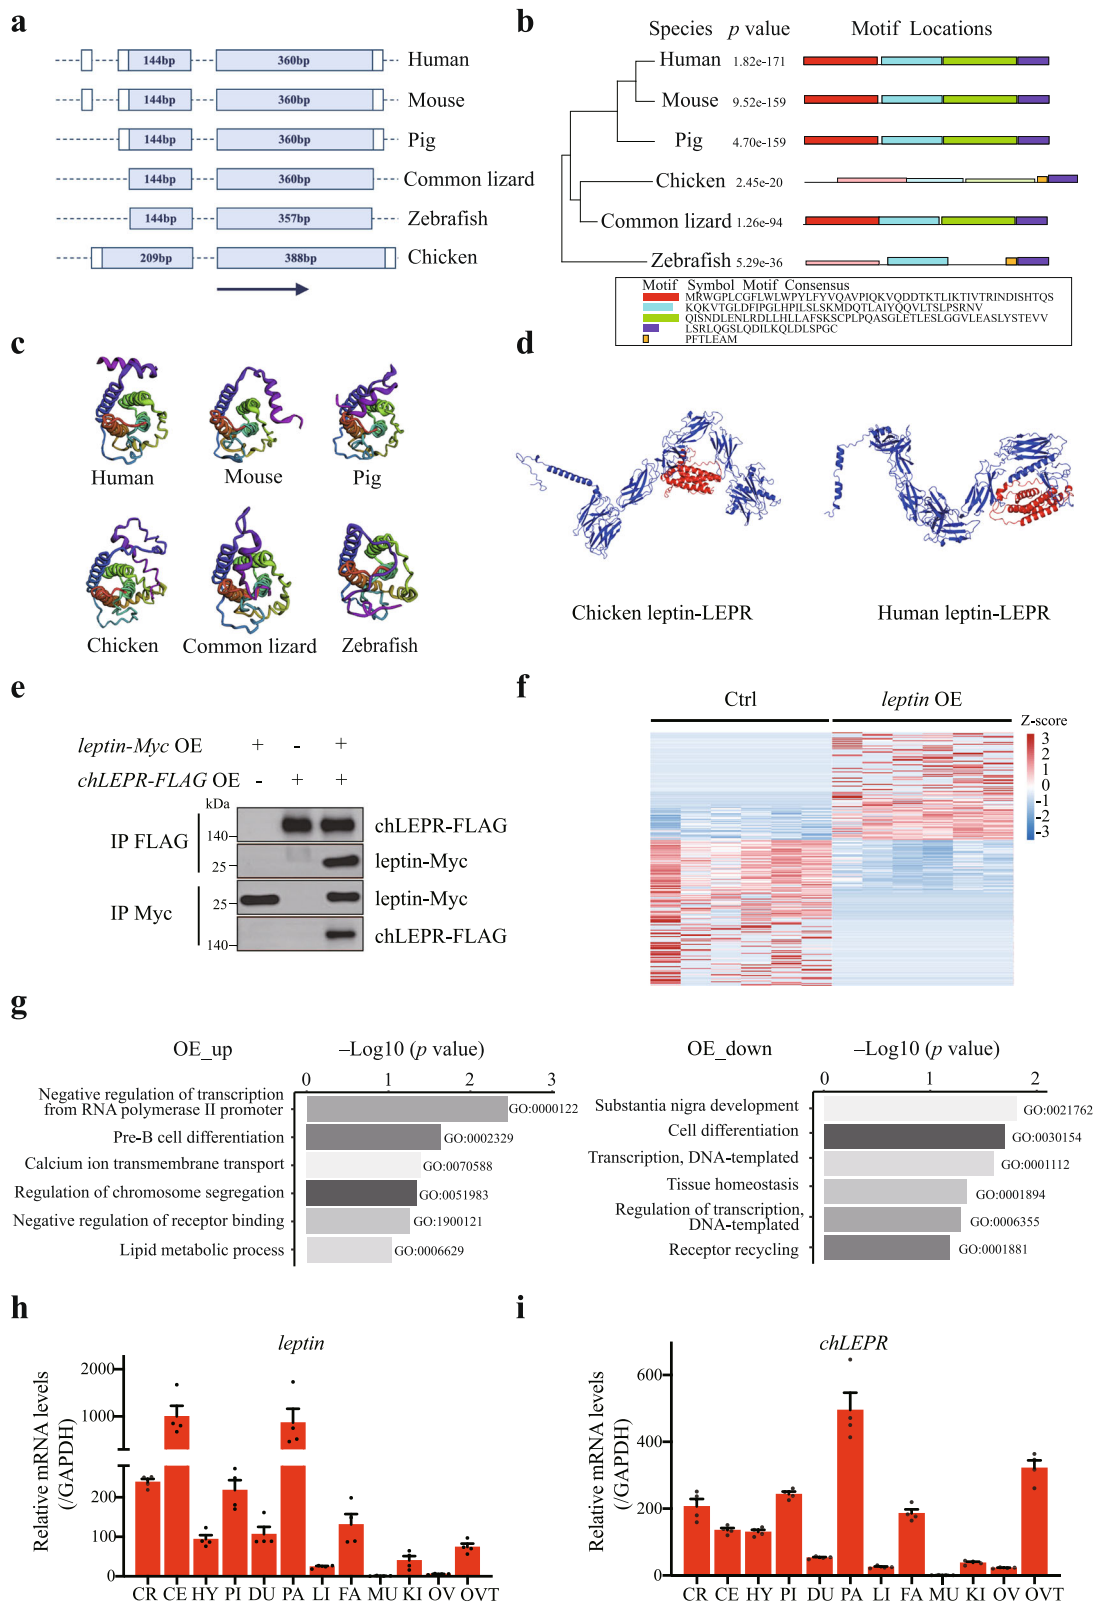 a
144bp 360bp Human
144bp 360bp Mouse
144bp 360bp Pig
144bp 360bp Common lizard
144bp 357bp Zebrafish
209bp 388bp Chicken
b
Species p value Motif Locations
Human 1.82e-171
Mouse 9.52e-159
Pig 4.70e-159
Chicken 2.45e-20
Common lizard 1.26e-94
Zebrafish 5.29e-36
Motif Symbol Motif Consensus
MRWGPLCGFLWLWPYLFYVQAVPIQKVQDDTKTLIKTIVTRINDISHTQS
KQKVTGLDFIPGLHPILSLSKMDQTLAIYQQVLTSLPSRNV
QISNDLENLRDLLHLLAFSKSCPLPQASGLETLESLGGVLEASLYSTEVV
LSRLQGSLQDILKQLDLSPGC
PFTLEAM
c
Human Mouse Pig
Chicken Common lizard Zebrafish
d
Chicken leptin-LEPR Human leptin-LEPR
e
leptin-Myc OE + - +
chLEPR-FLAG OE - + +
kDa
IP FLAG
140 chLEPR-FLAG
25 leptin-Myc
IP Myc
25 leptin-Myc
140 chLEPR-FLAG
f
Ctrl leptin OE
Z-score
3
2
1
0
-1
-2
-3
g
OE_up –Log10 (p value)
0 1 2 3
Negative regulation of transcription
from RNA polymerase II promoter GO:0000122
Pre-B cell differentiation GO:0002329
Calcium ion transmembrane transport GO:0070588
Regulation of chromosome segregation GO:0051983
Negative regulation of receptor binding GO:1900121
Lipid metabolic process GO:0006629
OE_down –Log10 (p value)
0 1 2
Substantia nigra development GO:0021762
Cell differentiation GO:0030154
Transcription, DNA-templated GO:0001112
Tissue homeostasis GO:0001894
Regulation of transcription,
DNA-templated GO:0006355
Receptor recycling GO:0001881
h
leptin
Relative mRNA levels
(/GAPDH)
2000
1000
200
100
0
CR CE HY PI DU PA LI FA MU KI OV OVT
i
chLEPR
Relative mRNA levels
(/GAPDH)
600
400
200
0
CR CE HY PI DU PA LI FA MU KI OV OVT